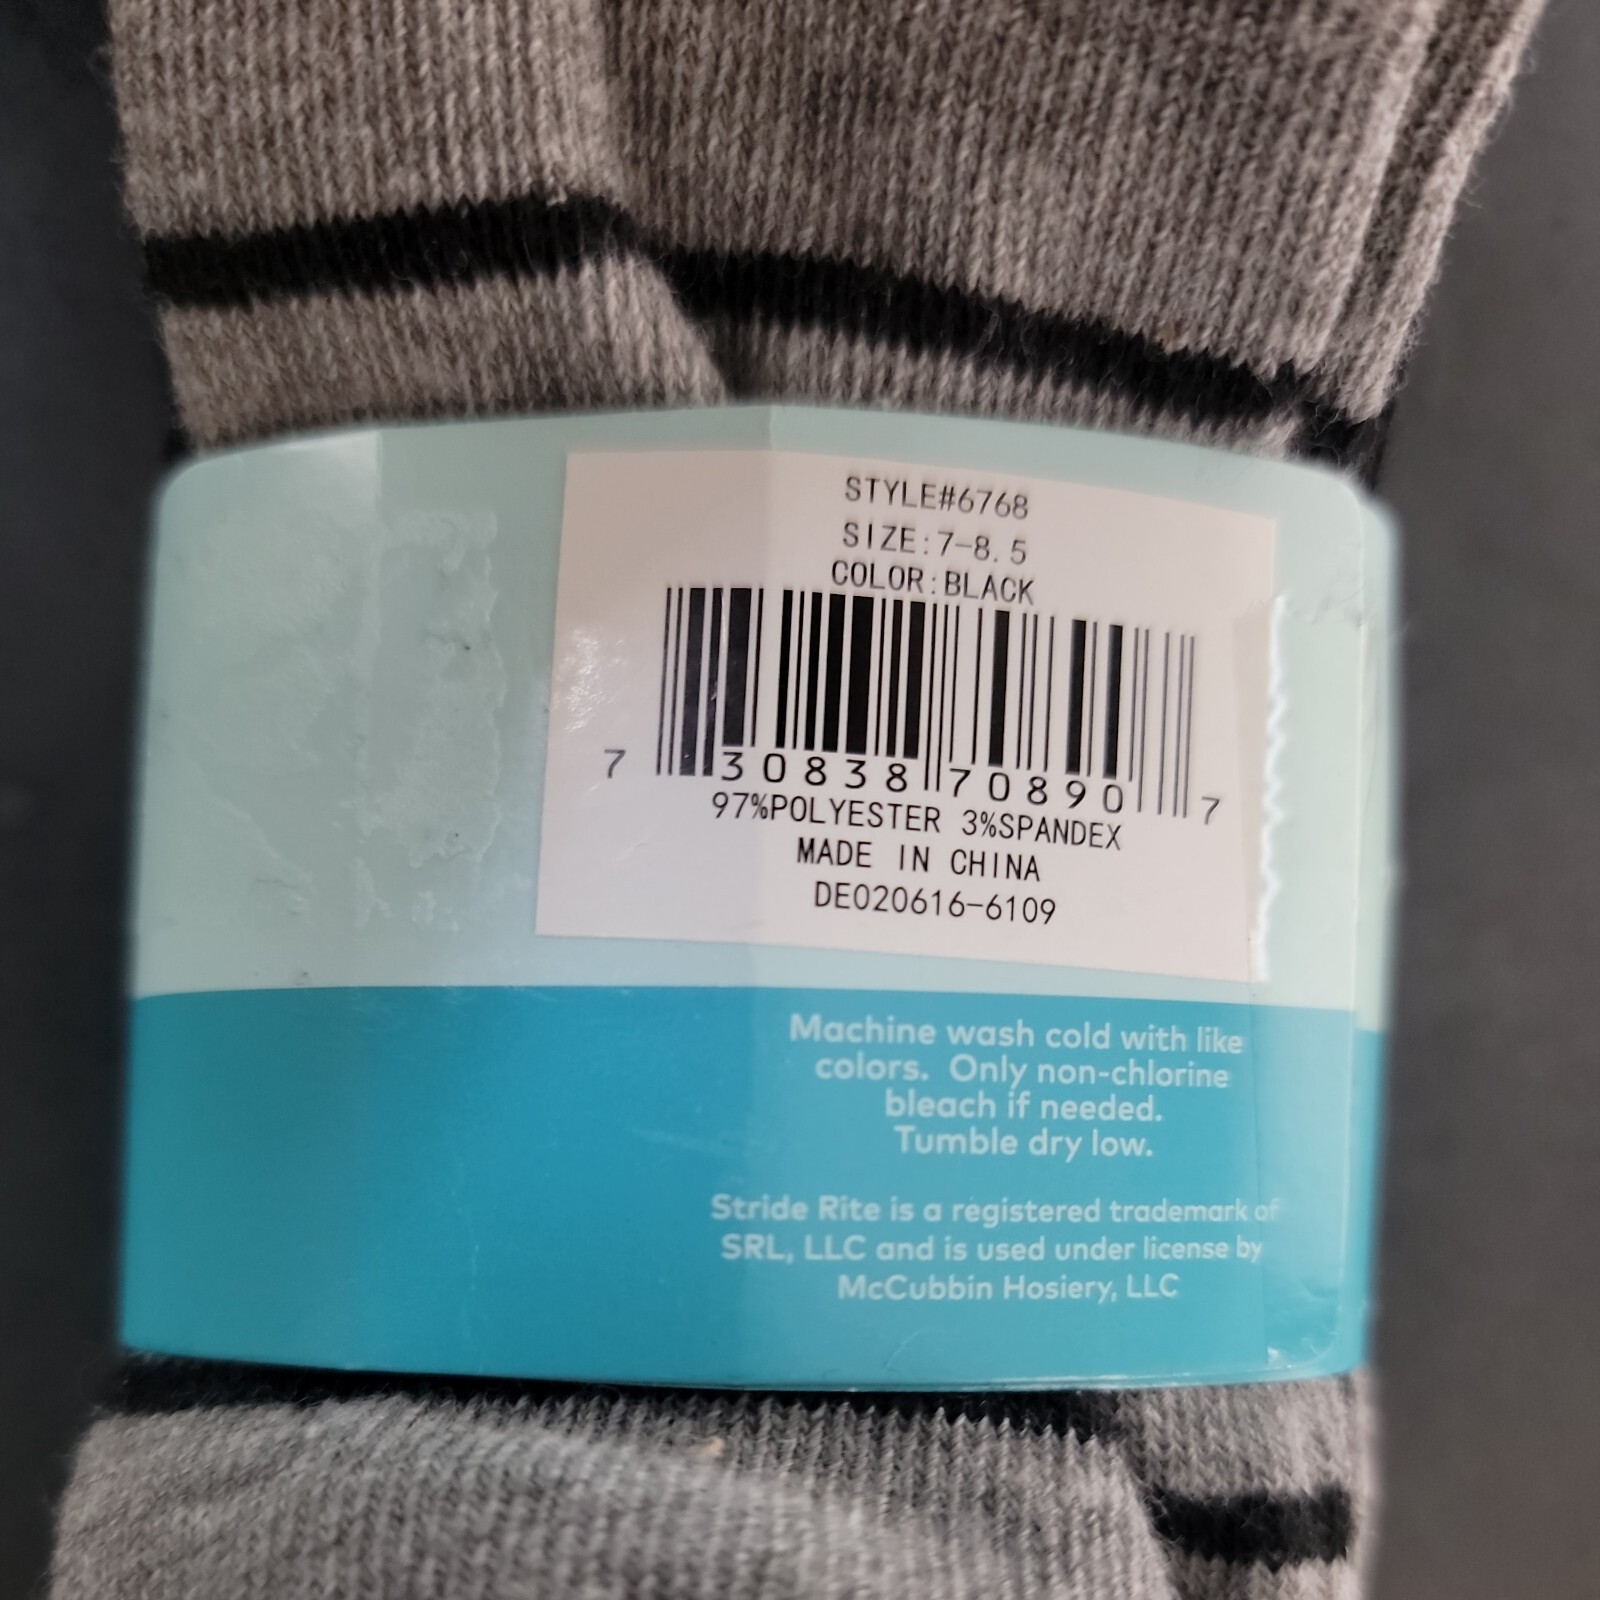 STYLE#6768
SIZE:7-8.5
COLOR:BLACK
7 30838 70890 7
97%POLYESTER 3%SPANDEX
MADE IN CHINA
DE020616-6109
Machine wash cold with like
colors. Only non-chlorine
bleach if needed.
Tumble dry low.
Stride Rite is a registered trademark of
SRL, LLC and is used under license by
McCubbin Hosiery, LLC